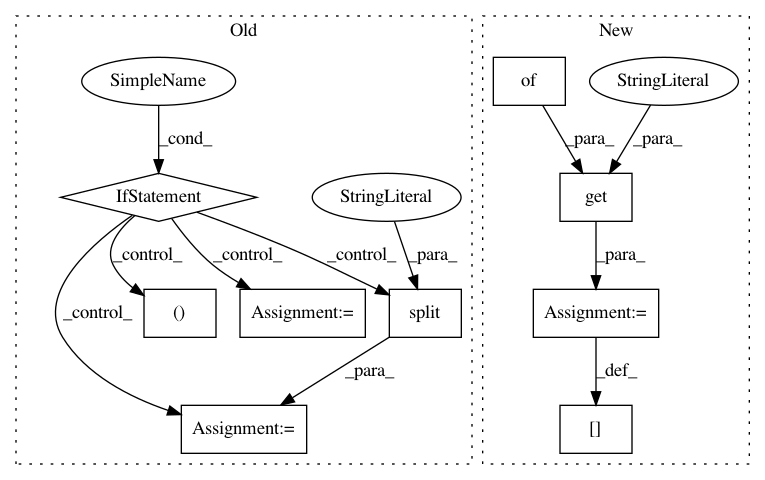 Old
New
SimpleName
of
StringLiteral
_cond_
_para_
_para_
IfStatement
StringLiteral
get
_control_
_control_
_control_
_para_
_para_
_control_
()
Assignment:=
split
Assignment:=
_para_
_def_
Assignment:=
[]